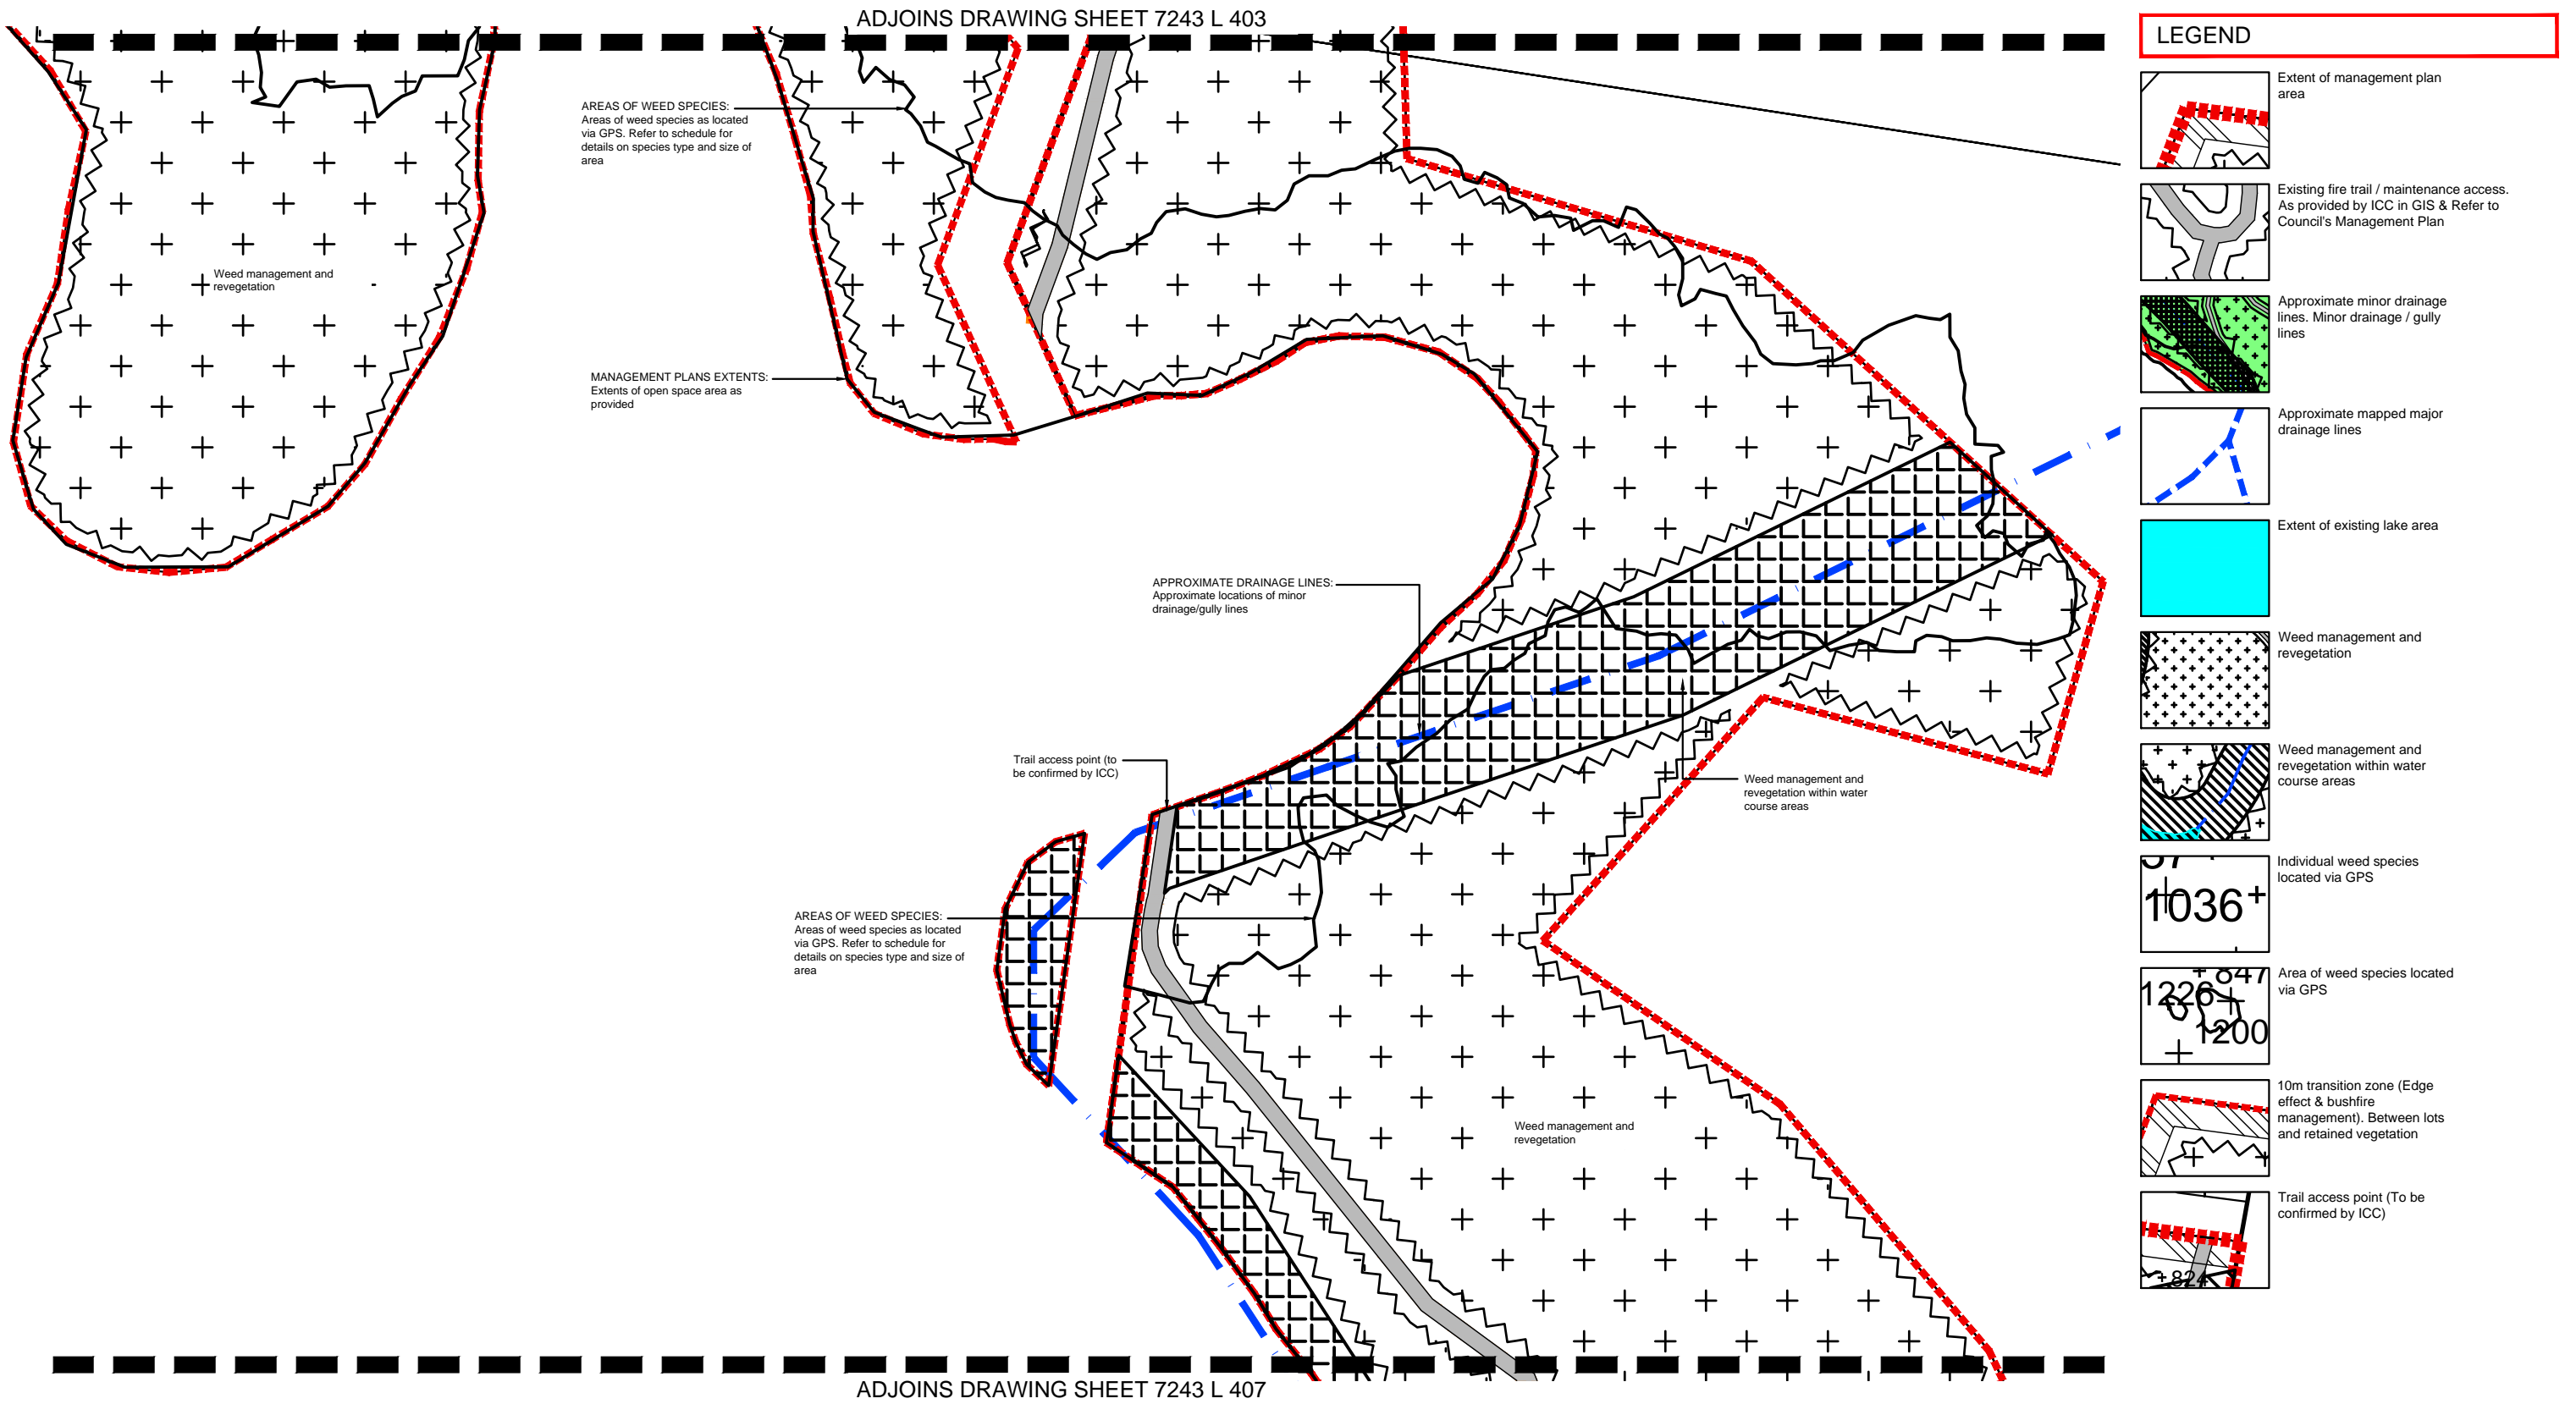 ADJOINS DRAWING SHEET 7243 L 403
AREAS OF WEED SPECIES:
Areas of weed species as located
via GPS. Refer to schedule for
details on species type and size of
area
Weed management and
revegetation
MANAGEMENT PLANS EXTENTS:
Extents of open space area as
provided
APPROXIMATE DRAINAGE LINES:
Approximate locations of minor
drainage/gully lines
Trail access point (to
be confirmed by ICC)
Weed management and
revegetation within water
course areas
AREAS OF WEED SPECIES:
Areas of weed species as located
via GPS. Refer to schedule for
details on species type and size of
area
Weed management and
revegetation
ADJOINS DRAWING SHEET 7243 L 407
LEGEND
Extent of management plan
area
Existing fire trail / maintenance access.
As provided by ICC in GIS & Refer to
Council's Management Plan
Approximate minor drainage
lines. Minor drainage / gully
lines
Approximate mapped major
drainage lines
Extent of existing lake area
Weed management and
revegetation
Weed management and
revegetation within water
course areas
1036
Individual weed species
located via GPS
847
1226
1200
Area of weed species located
via GPS
10m transition zone (Edge
effect & bushfire
management). Between lots
and retained vegetation
824
Trail access point (To be
confirmed by ICC)